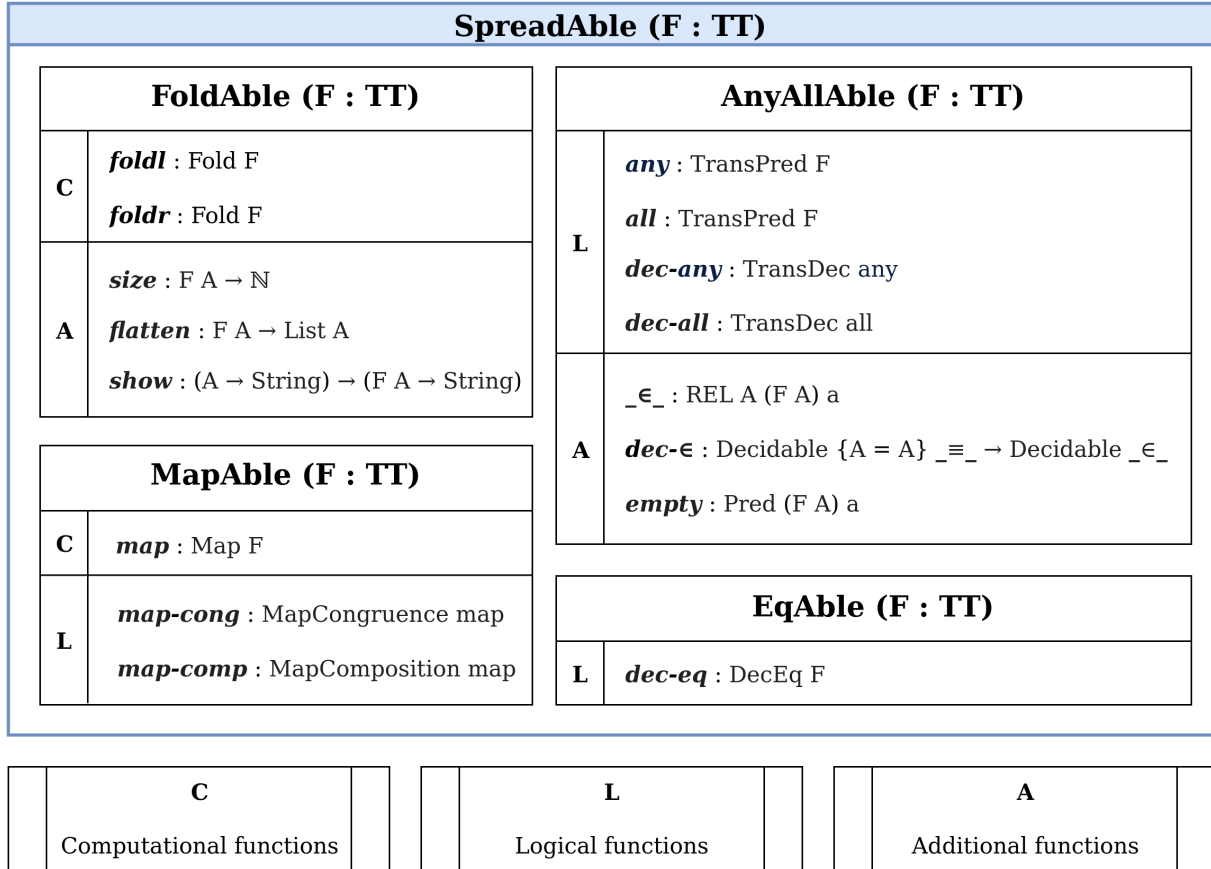 SpreadAble (F : TT)
FoldAble (F : TT)
C
foldl : Fold F
foldr : Fold F
A
size : F A → ℕ
flatten : F A → List A
show : (A → String) → (F A → String)
MapAble (F : TT)
C
map : Map F
L
map-cong : MapCongruence map
map-comp : MapComposition map
AnyAllAble (F : TT)
L
any : TransPred F
all : TransPred F
dec-any : TransDec any
dec-all : TransDec all
A
_∈_ : REL A (F A) a
dec-∈ : Decidable {A = A} _≡_ → Decidable _∈_
empty : Pred (F A) a
EqAble (F : TT)
L
dec-eq : DecEq F
C
Computational functions
L
Logical functions
A
Additional functions